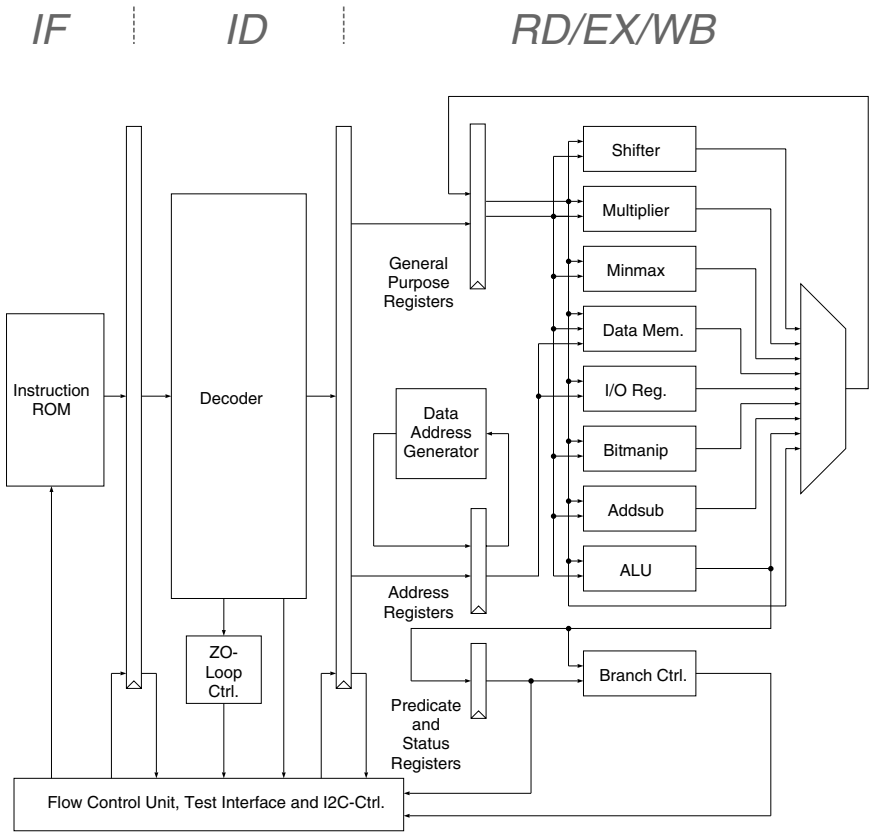 IF
ID
RD/EX/WB
Shifter
Multiplier
General
Purpose
Registers
Minmax
Data Mem.
Instruction
ROM
Decoder
Data
Address
Generator
I/O Reg.
Bitmanip
Addsub
ALU
Address
Registers
ZO-
Loop
Ctrl.
Branch Ctrl.
Predicate
and
Status
Registers
Flow Control Unit, Test Interface and I2C-Ctrl.